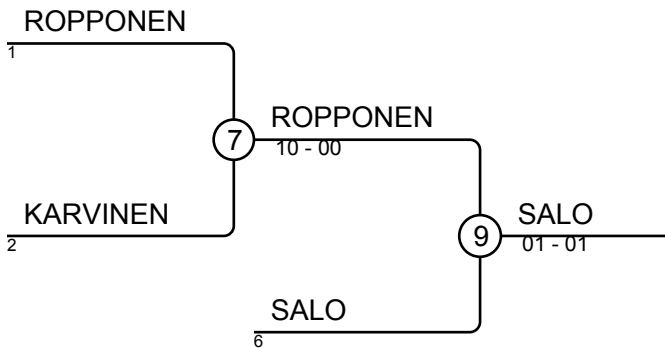 ROPPONEN
1
7
ROPPONEN
10 - 00
KARVINEN
2
9
SALO
01 - 01
SALO
6